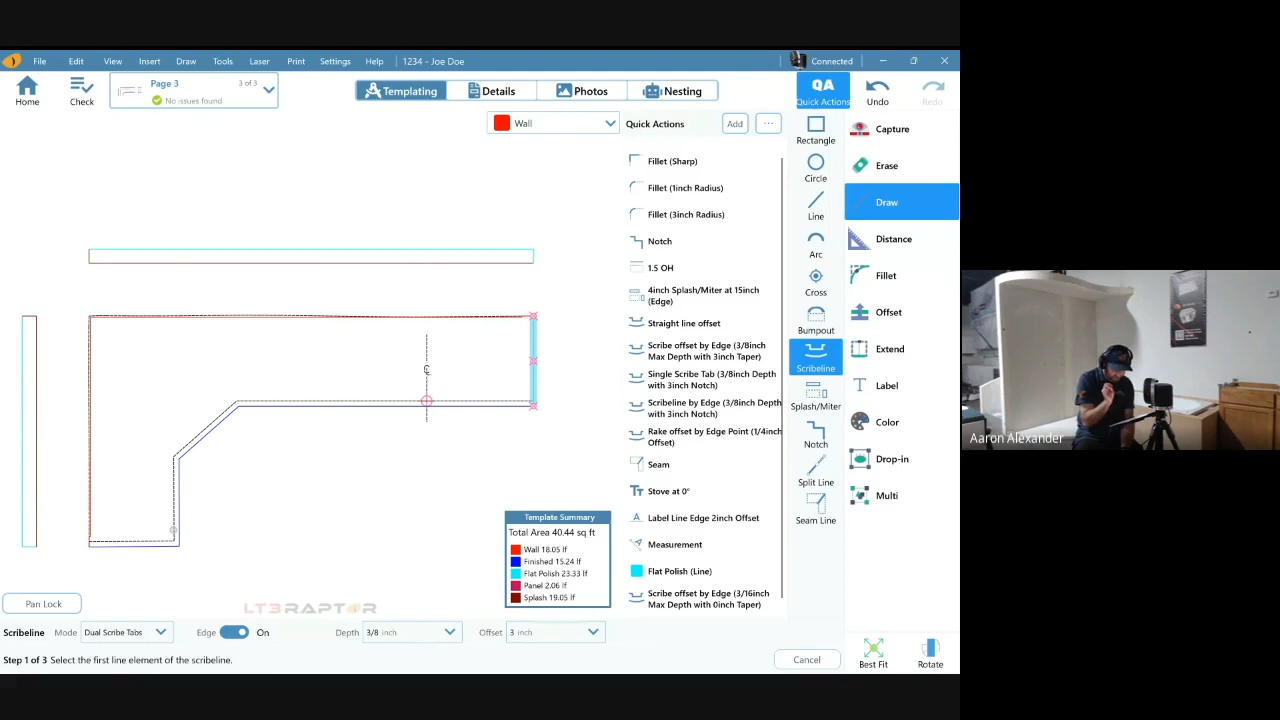 File Edit View Insert Draw Tools Laser Print Settings Help 1234 - Joe Doe Connected
Home
Check
Page 3
3 of 3
No issues found
Templating
Details
Photos
Nesting
QA
Quick Actions
Undo
Redo
Wall
Quick Actions
Add
...
Fillet (Sharp)
Fillet (1inch Radius)
Fillet (3inch Radius)
Notch
1.5 OH
4inch Splash/Miter at 15inch
(Edge)
Straight line offset
Scribe offset by Edge (3/8inch
Max Depth with 3inch Taper)
Single Scribe Tab (3/8inch Depth
with 3inch Notch)
Scribeline by Edge (3/8inch Depth
with 3inch Notch)
Rake offset by Edge Point (1/4inch
Offset)
Seam
Stove at 0°
Label Line Edge 2inch Offset
Measurement
Flat Polish (Line)
Scribe offset by Edge (3/16inch
Max Depth with 0inch Taper)
Rectangle
Circle
Line
Arc
Cross
Bumpout
Scribeline
Splash/Miter
Notch
Split Line
Seam Line
Capture
Erase
Draw
Distance
Fillet
Offset
Extend
Label
Color
Drop-in
Multi
Best Fit
Rotate
Template Summary
Total Area 40.44 sq ft
Wall 18.05 lf
Finished 15.24 lf
Flat Polish 23.33 lf
Panel 2.06 lf
Splash 19.05 lf
Pan Lock
LT3RAPTOR
Scribeline Mode Dual Scribe Tabs Edge On Depth 3/8 inch Offset 3 inch
Step 1 of 3 Select the first line element of the scribeline.
Cancel
Aaron Alexander